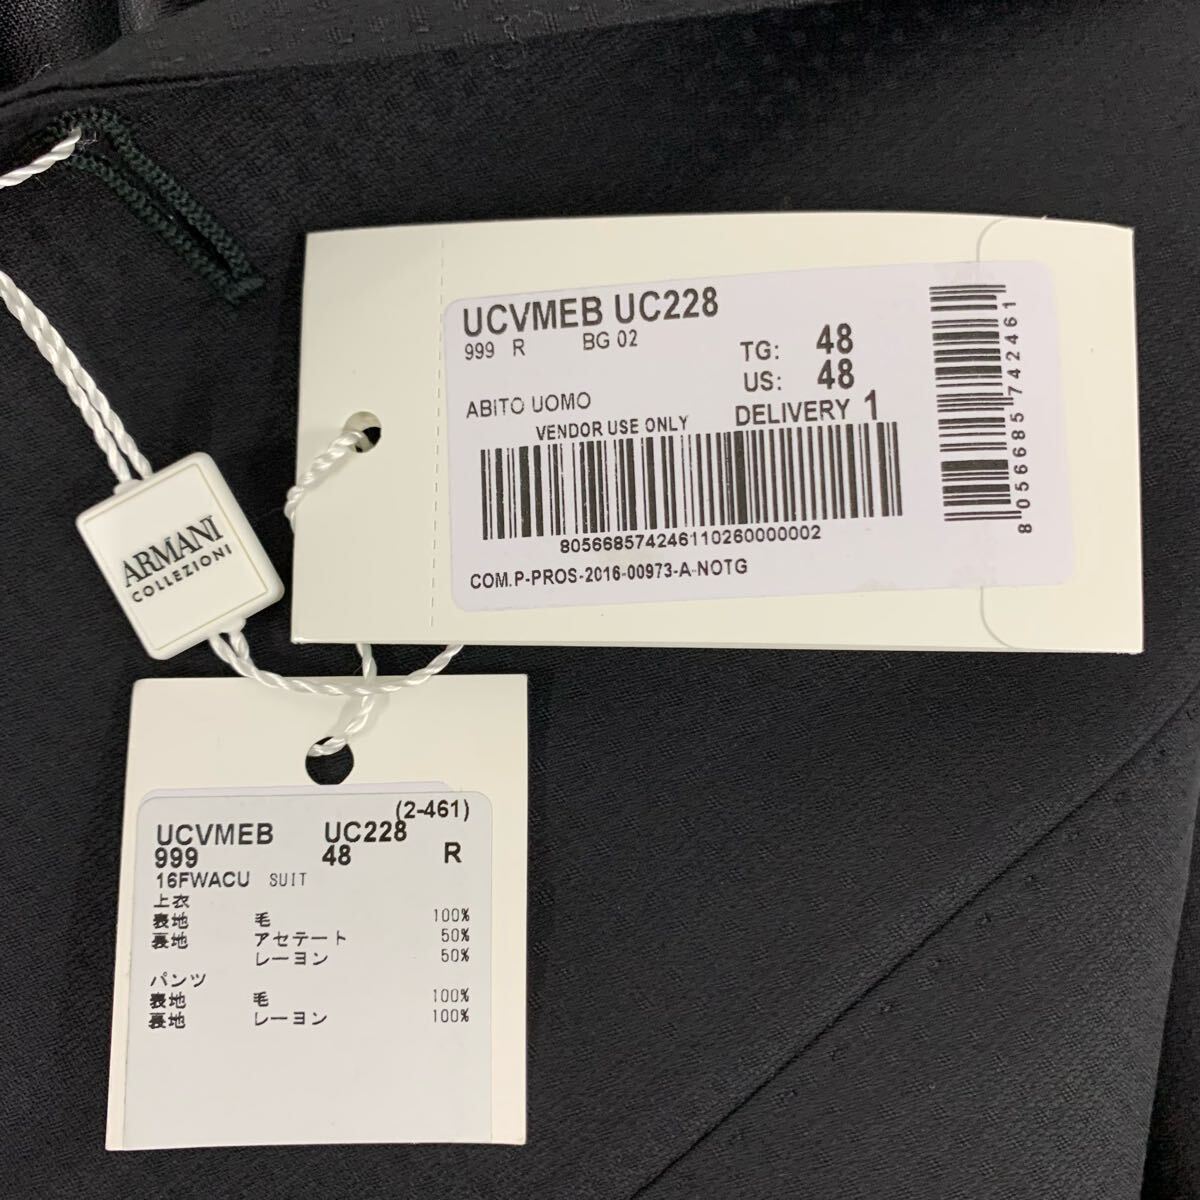 UCVMEB UC228
999 R BG 02
TG: 48
US: 48
ABITO UOMO
DELIVERY 1
VENDOR USE ONLY
805668574246110260000002
COM.P-PROS-2016-00973-A-NOTG
8 056685 742461
ARMANI
COLLEZIONI
(2-461)
UCVMEB UC228
999 48 R
16FWACU SUIT
上衣
表地 毛 100%
裏地 アセテート 50%
レーヨン 50%
パンツ
表地 毛 100%
裏地 レーヨン 100%